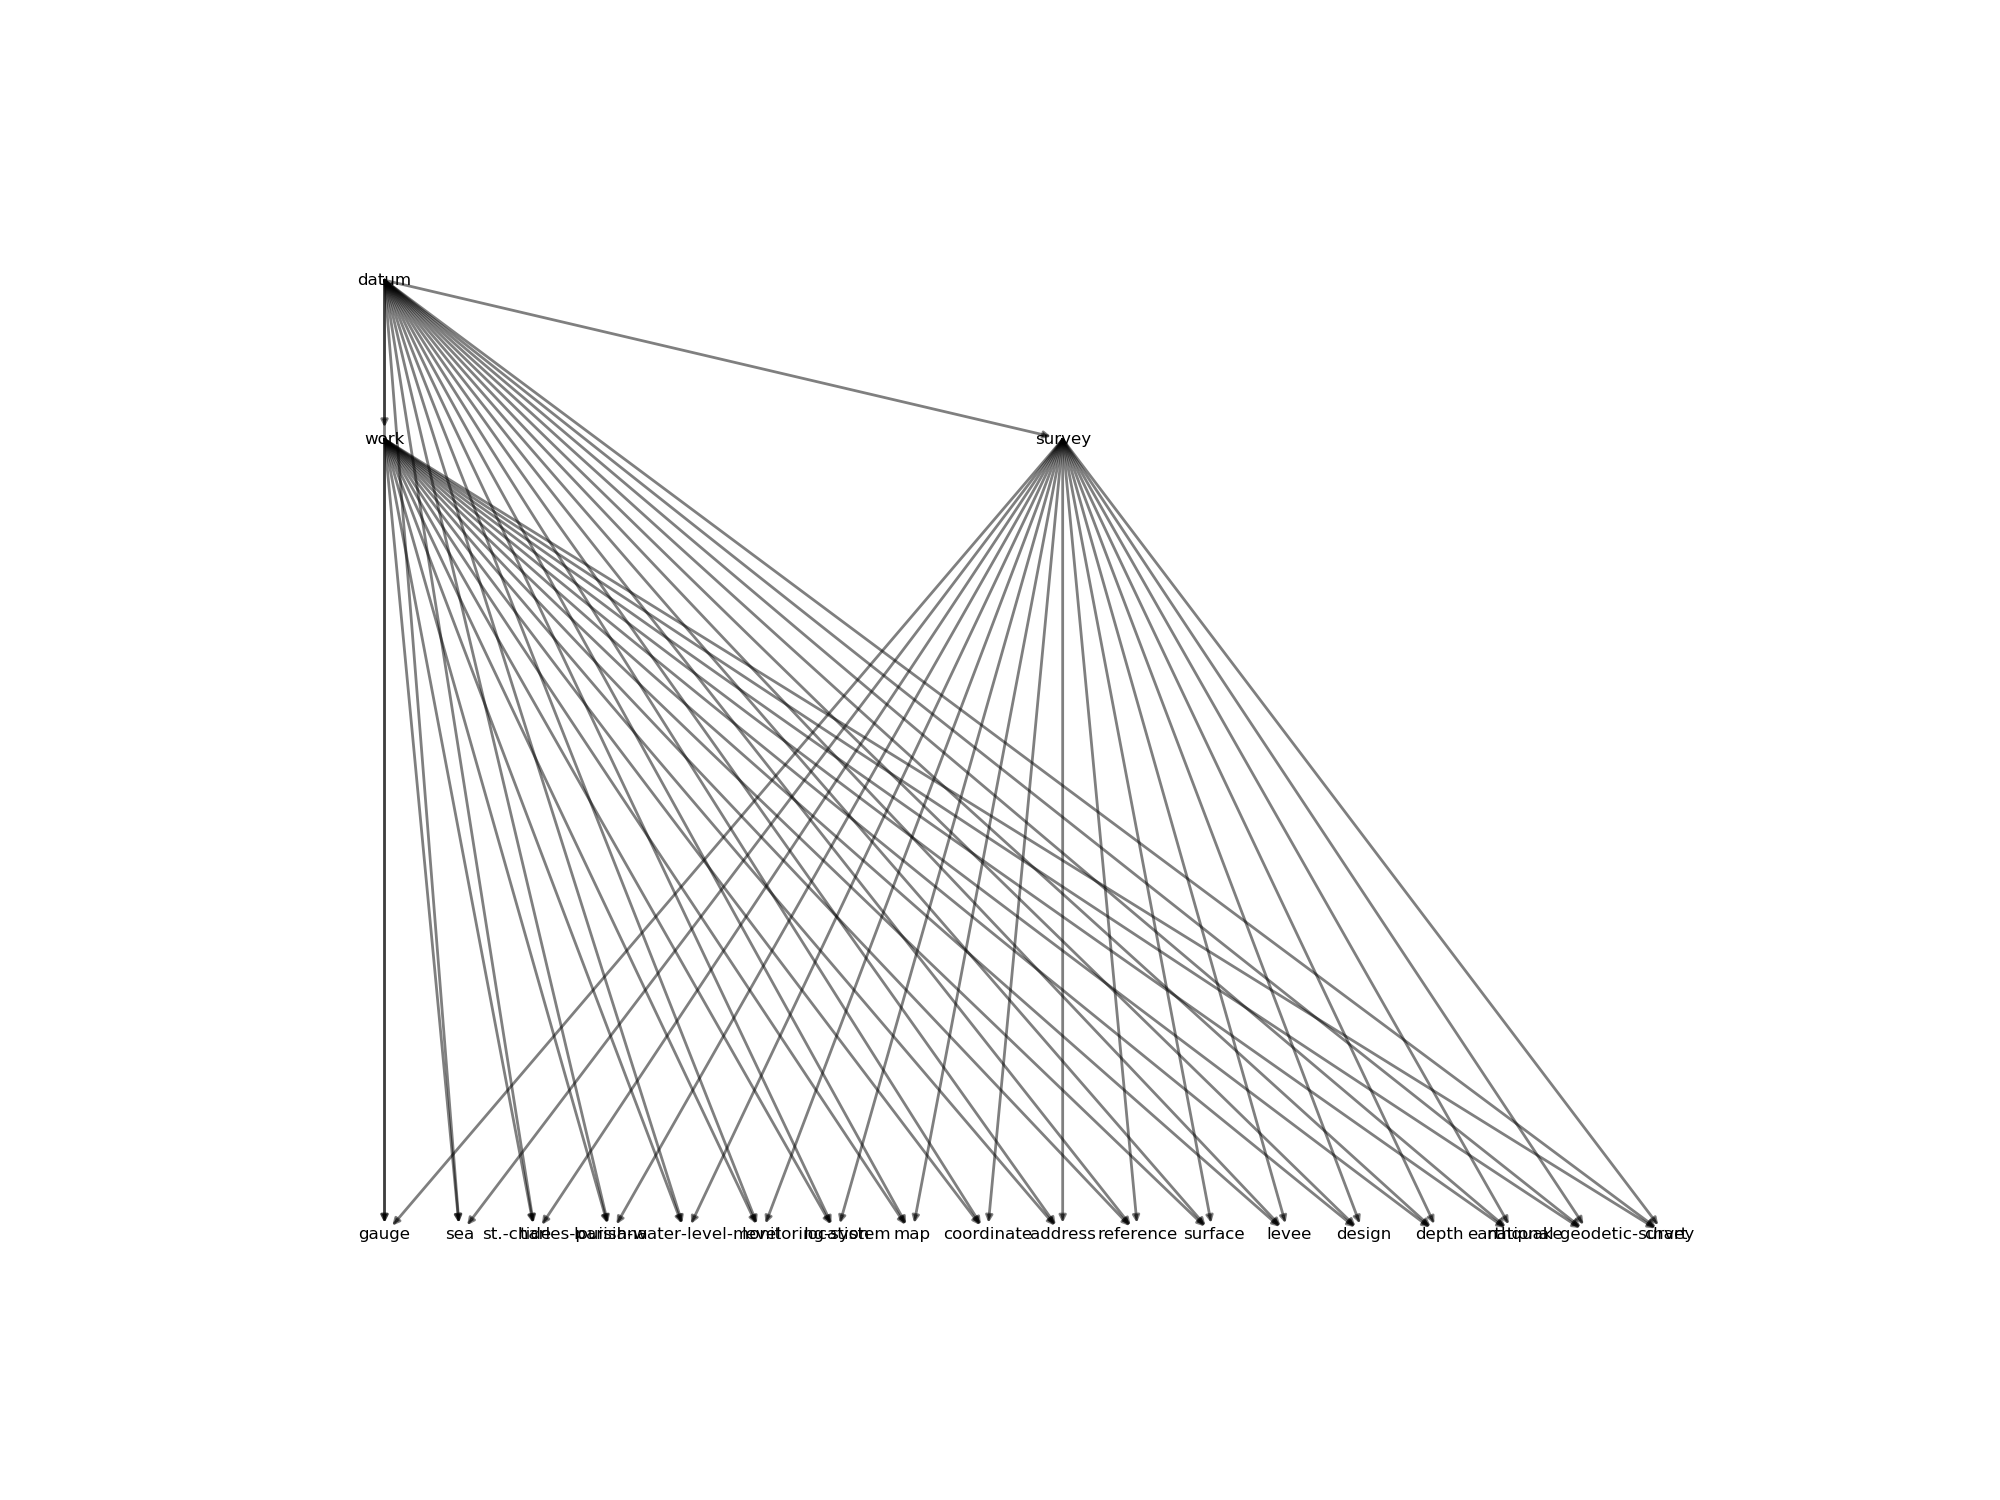 datum
work
survey
gauge
sea
tide
louisiana
st.-charles-parish-water-level-monitoring-system
level
location
map
coordinate
address
reference
surface
levee
design
depth
earthquake
national-geodetic-survey
chart